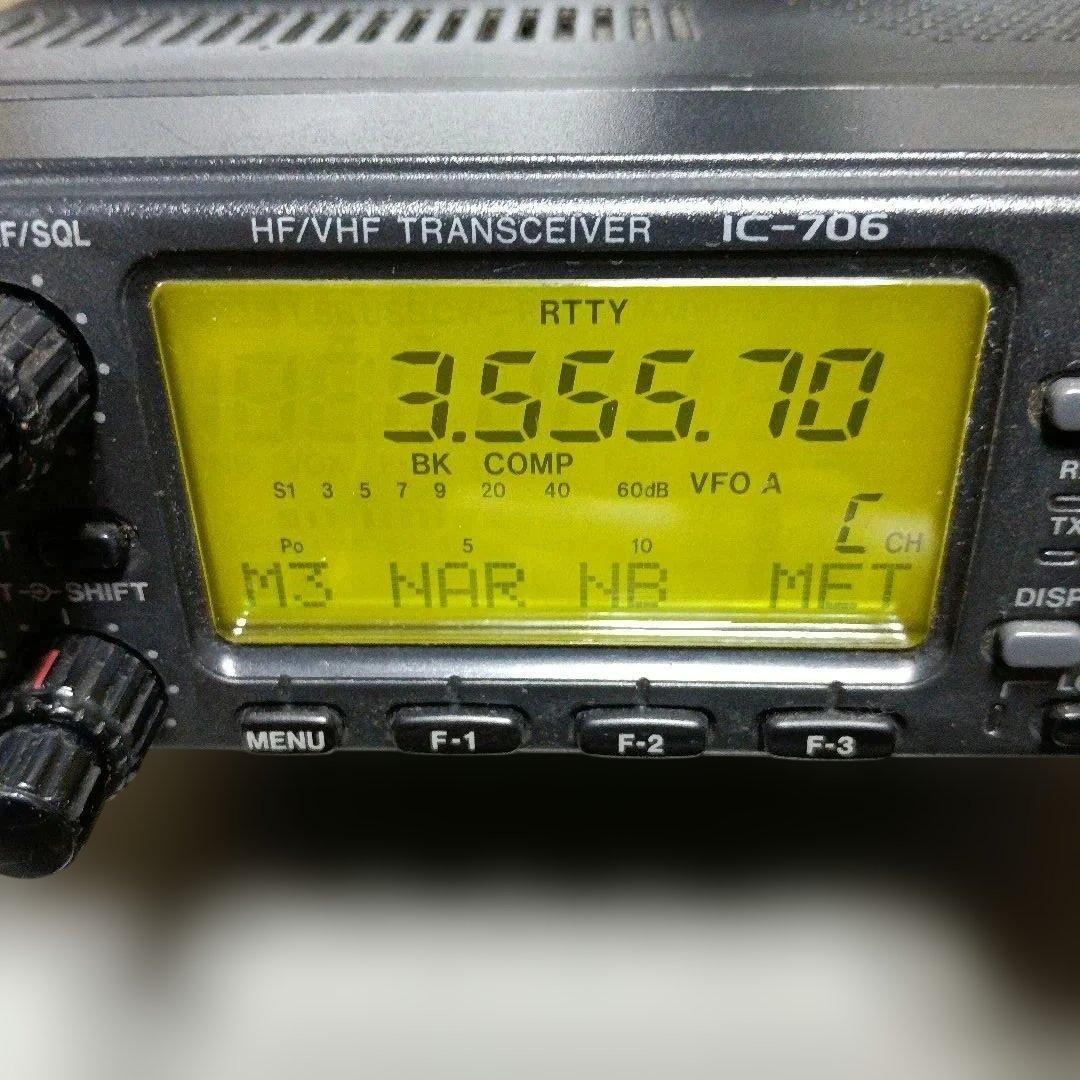 F/SQL HF/VHF TRANSCEIVER IC-706
RTTY
3.555.70
BK COMP
S1 3 5 7 9 20 40 60dB VFO A
C CH
Po 5 10
M3 NAR NB MET
SHIFT
TX
DISP
MENU F-1 F-2 F-3